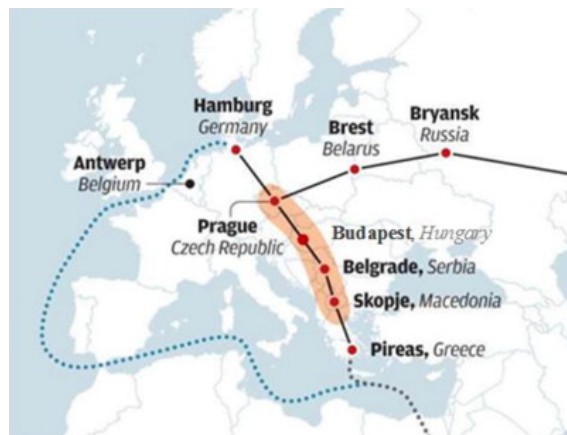 Hamburg
Germany
Bryansk
Russia
Brest
Belarus
Antwerp
Belgium
Prague
Czech Republic
Budapest, Hungary
Belgrade, Serbia
Skopje, Macedonia
Pireas, Greece